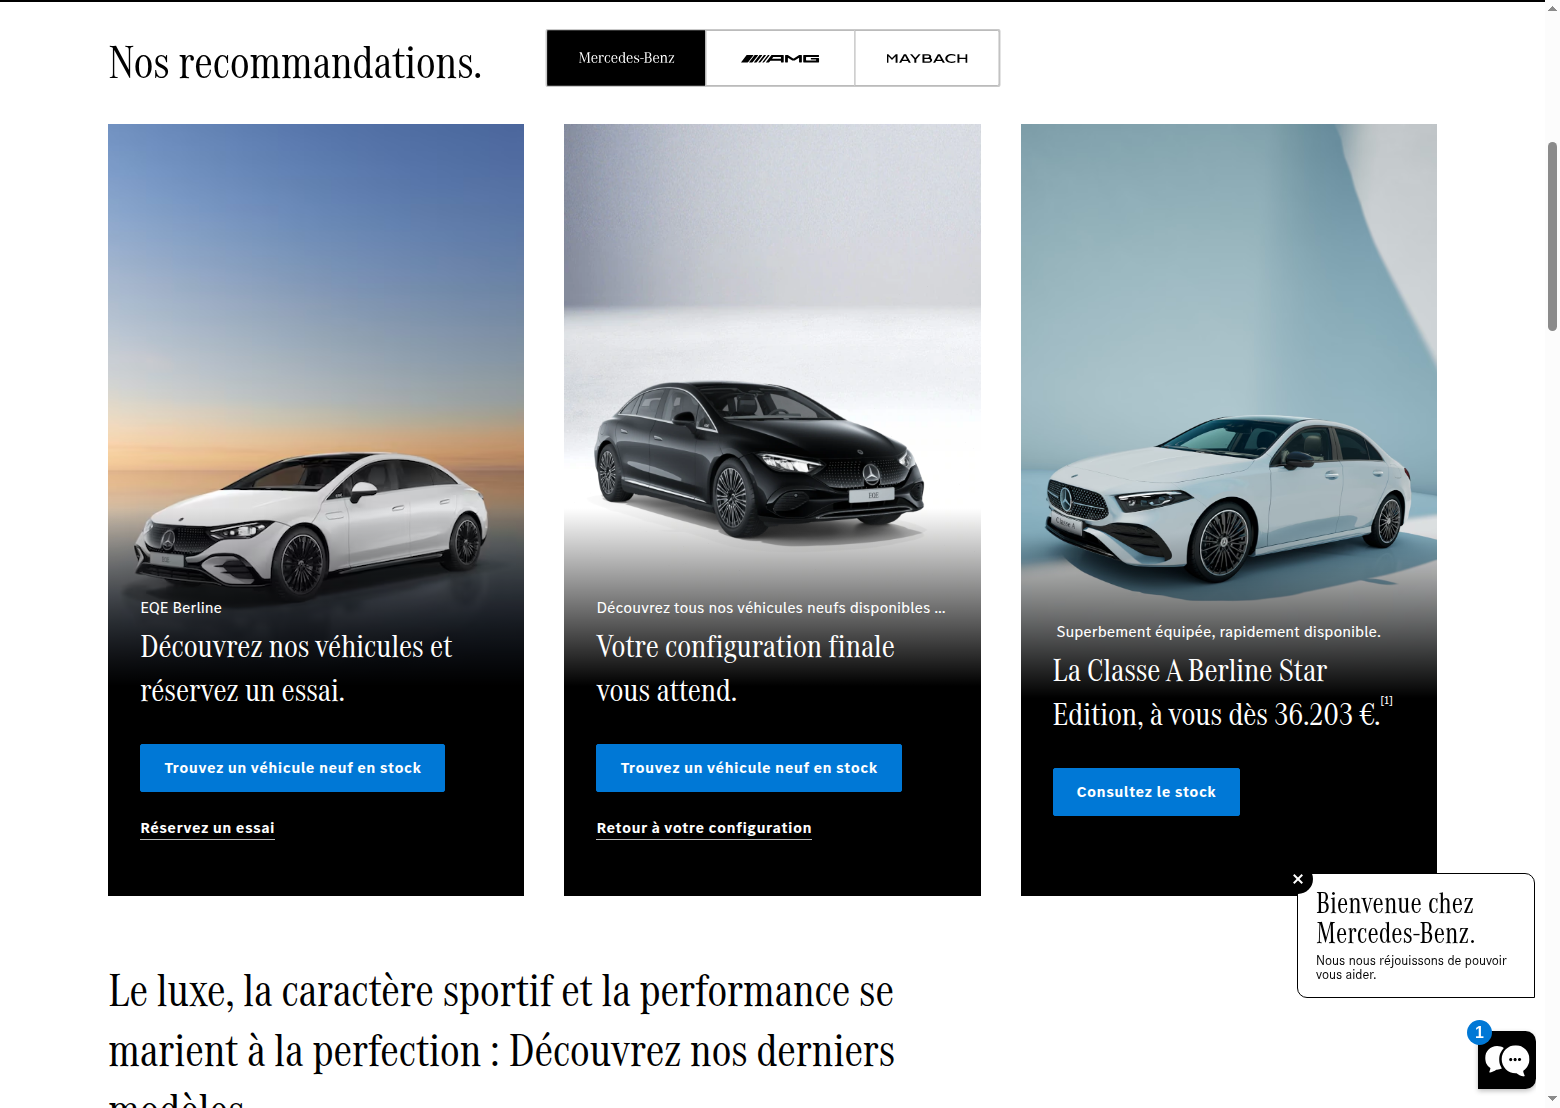 Nos recommandations.
Mercedes-Benz
AMG
MAYBACH
EQE Berline
Découvrez nos véhicules et
réservez un essai.
Trouvez un véhicule neuf en stock
Réservez un essai
EQE
Découvrez tous nos véhicules neufs disponibles ...
Votre configuration finale
vous attend.
Trouvez un véhicule neuf en stock
Retour à votre configuration
Classe A
Superbement équipée, rapidement disponible.
La Classe A Berline Star
Edition, à vous dès 36.203 €.[1]
Consultez le stock
Bienvenue chez
Mercedes-Benz.
Nous nous réjouissons de pouvoir
vous aider.
1
Le luxe, la caractère sportif et la performance se
marient à la perfection : Découvrez nos derniers
modèles